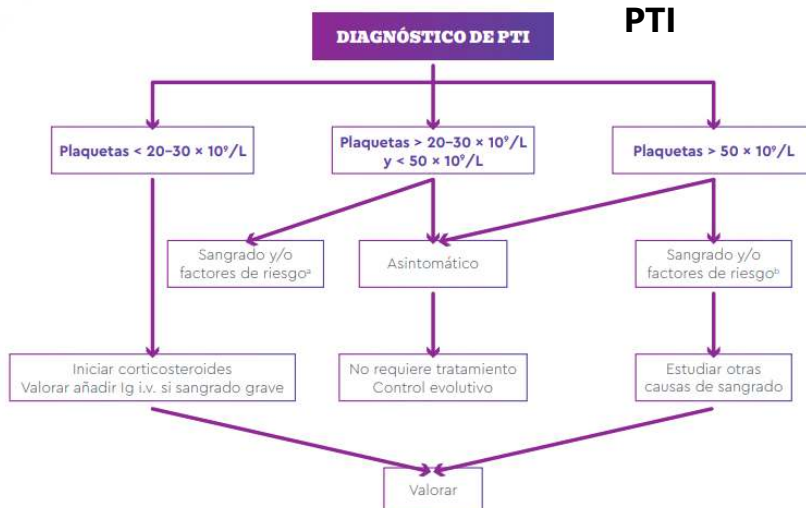 PTI
DIAGNÓSTICO DE PTI
Plaquetas < 20-30 × 10⁹/L
Plaquetas > 20-30 × 10⁹/L
y < 50 × 10⁹/L
Plaquetas > 50 × 10⁹/L
Sangrado y/o
factores de riesgoᵃ
Asintomático
Sangrado y/o
factores de riesgoᵇ
Iniciar corticosteroides
Valorar añadir Ig i.v. si sangrado grave
No requiere tratamiento
Control evolutivo
Estudiar otras
causas de sangrado
Valorar